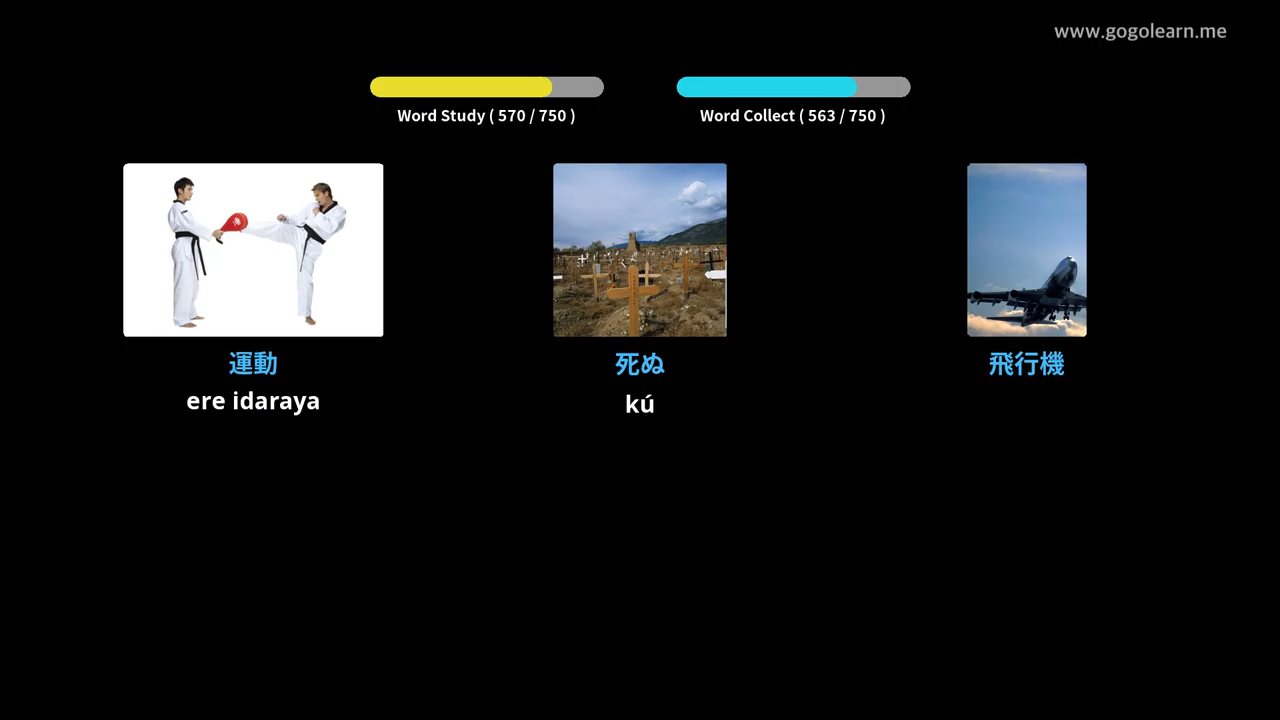 www.gogolearn.me
Word Study ( 570 / 750 )
Word Collect ( 563 / 750 )
運動
死ぬ
飛行機
ere idaraya
kú